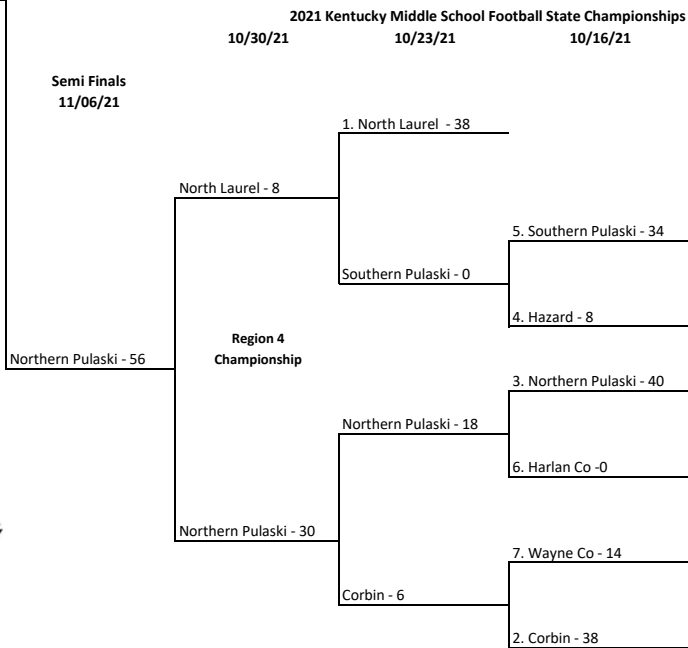 2021 Kentucky Middle School Football State Championships
10/30/21 10/23/21 10/16/21
Semi Finals
11/06/21
1. North Laurel - 38
North Laurel - 8
5. Southern Pulaski - 34
Southern Pulaski - 0
4. Hazard - 8
Region 4
Championship
Northern Pulaski - 56
3. Northern Pulaski - 40
Northern Pulaski - 18
6. Harlan Co -0
Northern Pulaski - 30
7. Wayne Co - 14
Corbin - 6
2. Corbin - 38